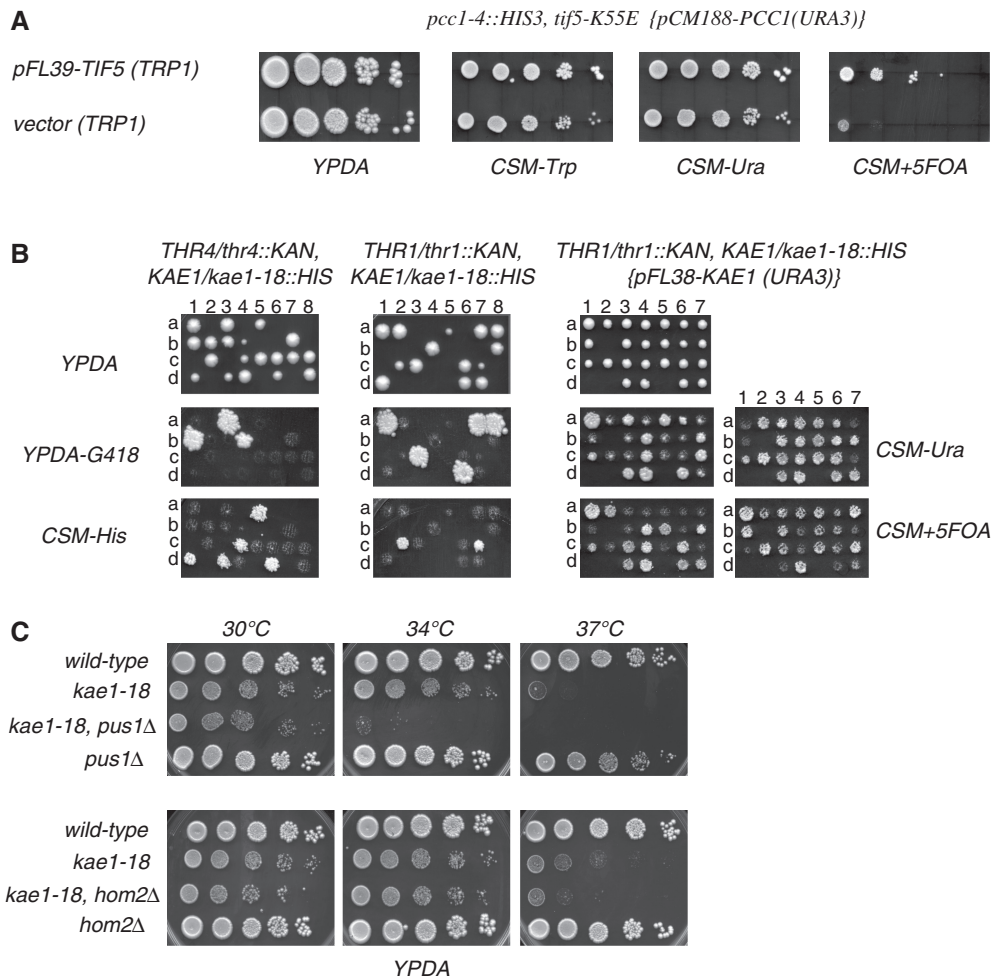 A
pcc1-4::HIS3, tif5-K55E {pCM188-PCC1(URA3)}
pFL39-TIF5 (TRP1)
vector (TRP1)
YPDA
CSM-Trp
CSM-Ura
CSM+5FOA
B
THR4/thr4::KAN,
KAE1/kae1-18::HIS
THR1/thr1::KAN,
KAE1/kae1-18::HIS
THR1/thr1::KAN, KAE1/kae1-18::HIS
{pFL38-KAE1 (URA3)}
1 2 3 4 5 6 7 8
1 2 3 4 5 6 7 8
1 2 3 4 5 6 7
YPDA
a
b
c
d
a
b
c
d
a
b
c
d
1 2 3 4 5 6 7
YPDA-G418
a
b
c
d
a
b
c
d
a
b
c
d
a
b
c
d
CSM-Ura
CSM-His
a
b
c
d
a
b
c
d
a
b
c
d
a
b
c
d
CSM+5FOA
C
30°C
34°C
37°C
wild-type
kae1-18
kae1-18, pus1Δ
pus1Δ
wild-type
kae1-18
kae1-18, hom2Δ
hom2Δ
YPDA